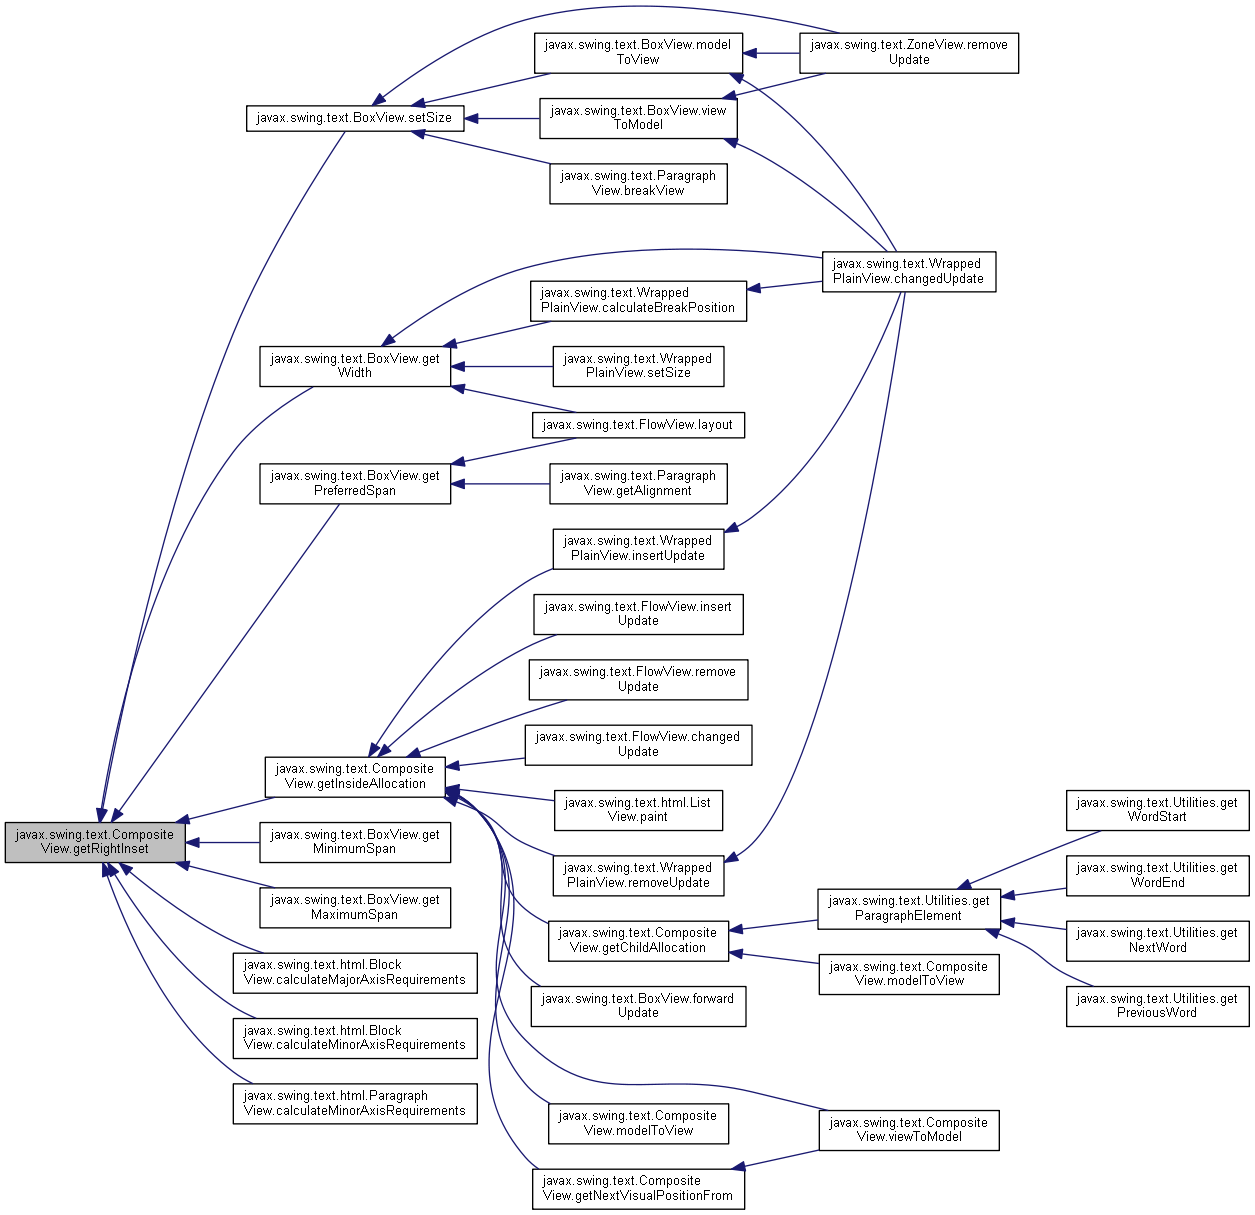 javax.swing.text.BoxView.model
ToView
javax.swing.text.ZoneView.remove
Update
javax.swing.text.BoxView.setSize
javax.swing.text.BoxView.view
ToModel
javax.swing.text.Paragraph
View.breakView
javax.swing.text.Wrapped
PlainView.changedUpdate
javax.swing.text.Wrapped
PlainView.calculateBreakPosition
javax.swing.text.BoxView.get
Width
javax.swing.text.Wrapped
PlainView.setSize
javax.swing.text.FlowView.layout
javax.swing.text.BoxView.get
PreferredSpan
javax.swing.text.Paragraph
View.getAlignment
javax.swing.text.Wrapped
PlainView.insertUpdate
javax.swing.text.FlowView.insert
Update
javax.swing.text.FlowView.remove
Update
javax.swing.text.FlowView.changed
Update
javax.swing.text.Composite
View.getInsideAllocation
javax.swing.text.html.List
View.paint
javax.swing.text.Utilities.get
WordStart
javax.swing.text.Composite
View.getRightInset
javax.swing.text.BoxView.get
MinimumSpan
javax.swing.text.Wrapped
PlainView.removeUpdate
javax.swing.text.Utilities.get
WordEnd
javax.swing.text.BoxView.get
MaximumSpan
javax.swing.text.Utilities.get
ParagraphElement
javax.swing.text.Composite
View.getChildAllocation
javax.swing.text.Utilities.get
NextWord
javax.swing.text.html.Block
View.calculateMajorAxisRequirements
javax.swing.text.Composite
View.modelToView
javax.swing.text.BoxView.forward
Update
javax.swing.text.Utilities.get
PreviousWord
javax.swing.text.html.Block
View.calculateMinorAxisRequirements
javax.swing.text.html.Paragraph
View.calculateMinorAxisRequirements
javax.swing.text.Composite
View.modelToView
javax.swing.text.Composite
View.viewToModel
javax.swing.text.Composite
View.getNextVisualPositionFrom